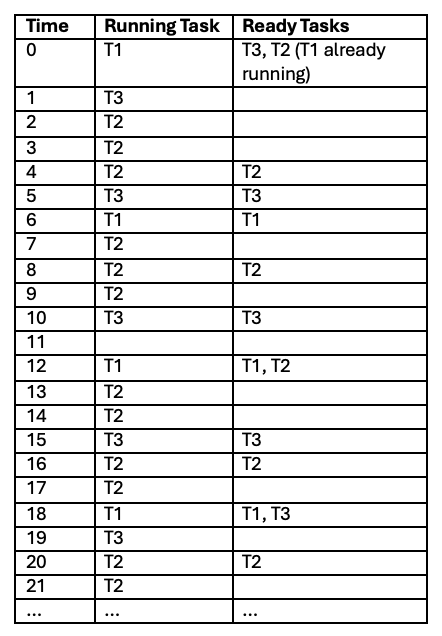 Time Running Task Ready Tasks
0 T1 T3, T2 (T1 already
running)
1 T3
2 T2
3 T2
4 T2 T2
5 T3 T3
6 T1 T1
7 T2
8 T2 T2
9 T2
10 T3 T3
11
12 T1 T1, T2
13 T2
14 T2
15 T3 T3
16 T2 T2
17 T2
18 T1 T1, T3
19 T3
20 T2 T2
21 T2
... ... ...